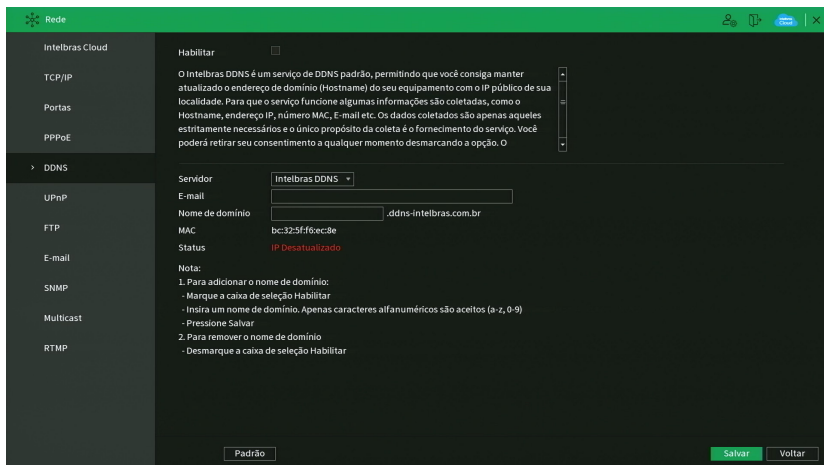 Rede
Intelbras Cloud
Intelbras Cloud
TCP/IP
Portas
PPPoE
DDNS
UPnP
FTP
E-mail
SNMP
Multicast
RTMP
Habilitar
O Intelbras DDNS é um serviço de DDNS padrão, permitindo que você consiga manter
atualizado o endereço de domínio (Hostname) do seu equipamento com o IP público de sua
localidade. Para que o serviço funcione algumas informações são coletadas, como o
Hostname, endereço IP, número MAC, E-mail etc. Os dados coletados são apenas aqueles
estritamente necessários e o único propósito da coleta é o fornecimento do serviço. Você
poderá retirar seu consentimento a qualquer momento desmarcando a opção. O
Servidor Intelbras DDNS
E-mail
Nome de domínio .ddns-intelbras.com.br
MAC bc:32:5f:f6:ec:8e
Status IP Desatualizado
Nota:
1. Para adicionar o nome de domínio:
- Marque a caixa de seleção Habilitar
- Insira um nome de domínio. Apenas caracteres alfanuméricos são aceitos (a-z, 0-9)
- Pressione Salvar
2. Para remover o nome de domínio
- Desmarque a caixa de seleção Habilitar
Padrão Salvar Voltar